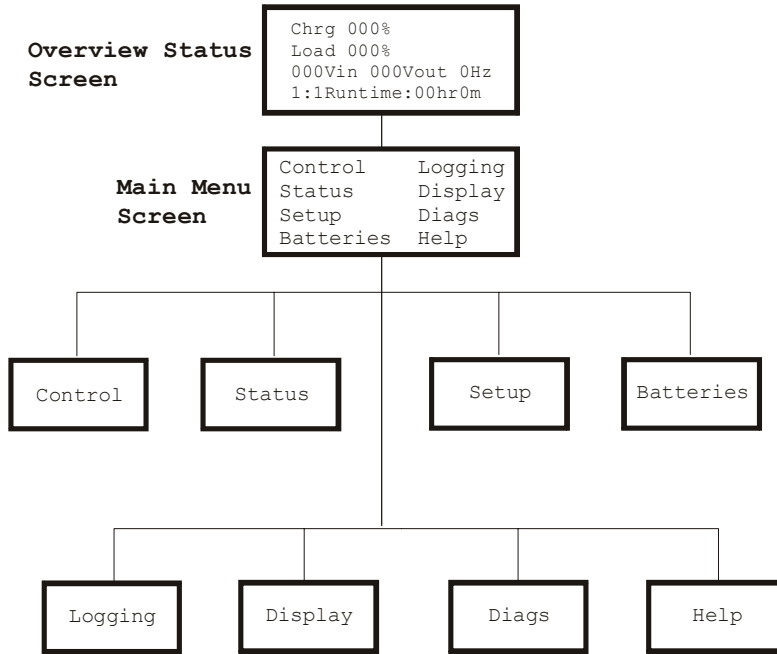 Overview Status
Screen
Chrg 000%
Load 000%
000Vin 000Vout 0Hz
1:1Runtime:00hr0m
Main Menu
Screen
Control Logging
Status Display
Setup Diags
Batteries Help
Control Status Setup Batteries
Logging Display Diags Help